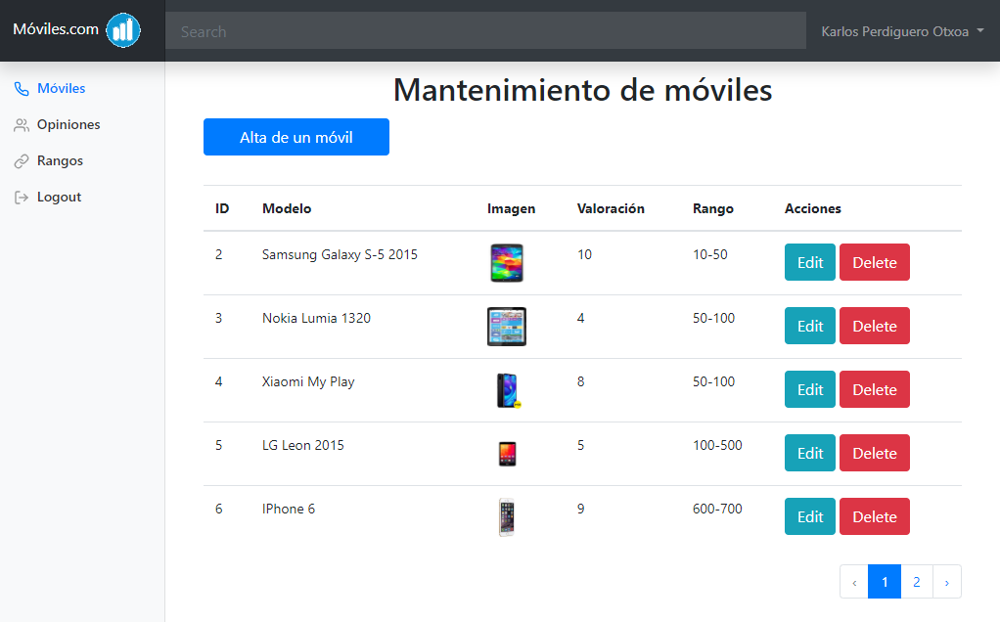 Móviles.com
Search
Karlos Perdiguero Otxoa
Móviles
Opiniones
Rangos
Logout
Mantenimiento de móviles
Alta de un móvil
ID Modelo Imagen Valoración Rango Acciones
2 Samsung Galaxy S-5 2015 10 10-50 Edit Delete
3 Nokia Lumia 1320 4 50-100 Edit Delete
4 Xiaomi My Play 8 50-100 Edit Delete
5 LG Leon 2015 5 100-500 Edit Delete
6 IPhone 6 9 600-700 Edit Delete
‹ 1 2 ›